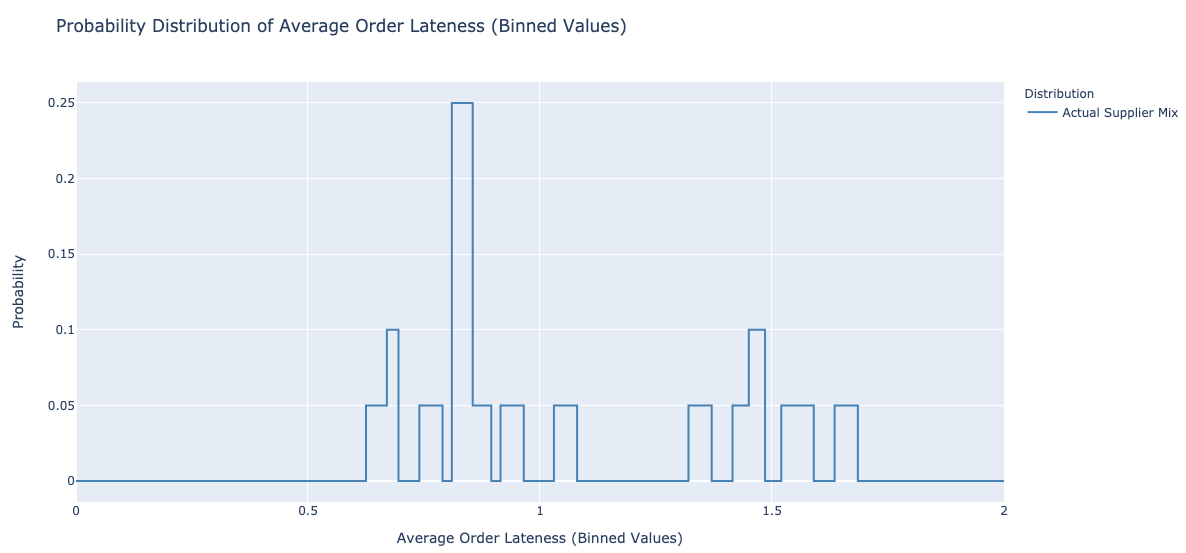 Probability Distribution of Average Order Lateness (Binned Values)
Distribution
Actual Supplier Mix
0.25
0.2
0.15
0.1
0.05
0
Probability
0 0.5 1 1.5 2
Average Order Lateness (Binned Values)